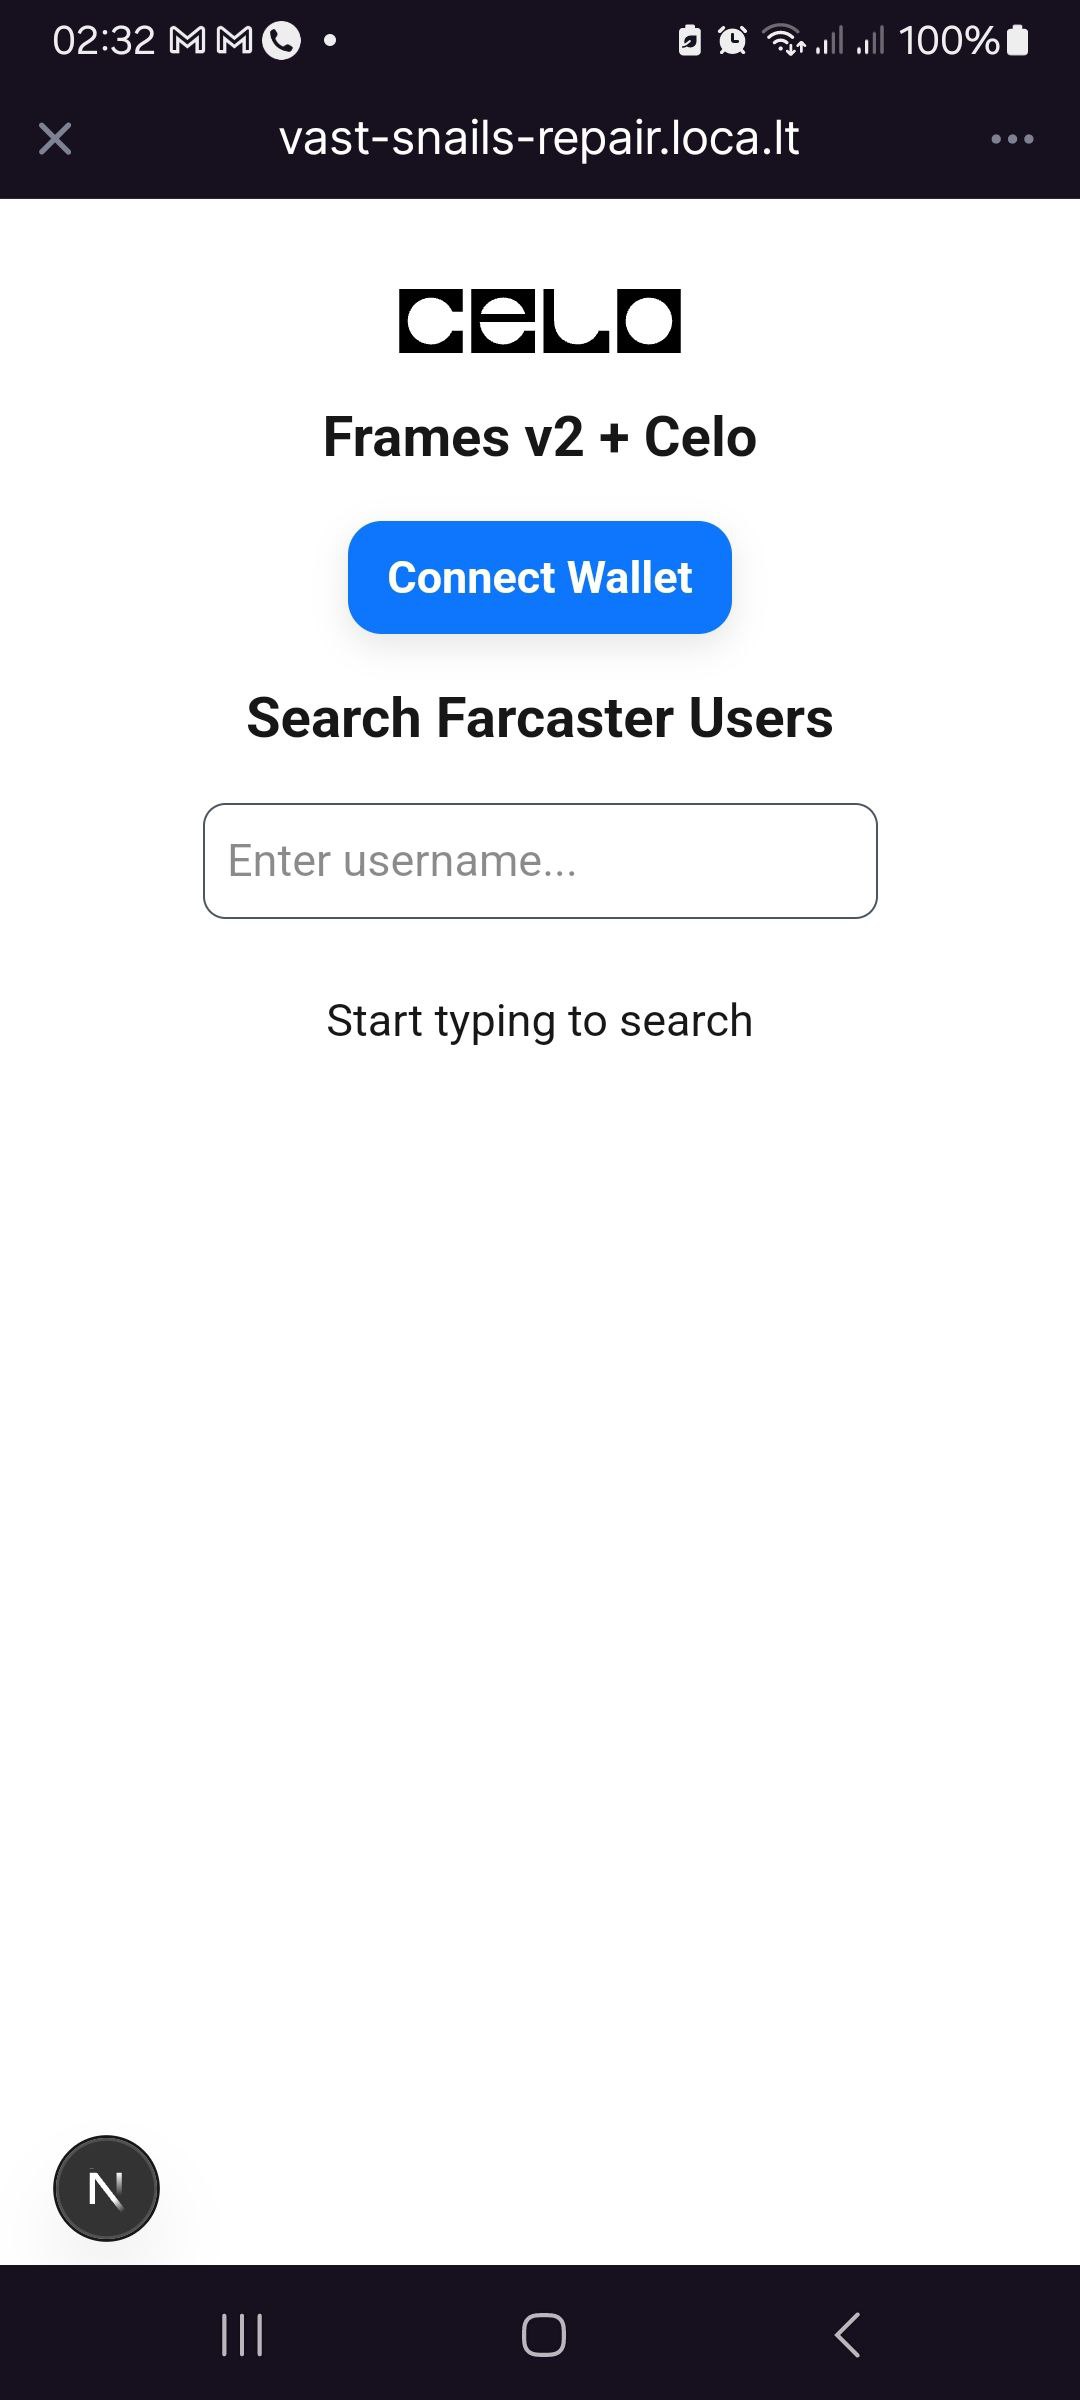 02:32
100%
vast-snails-repair.loca.lt
CELO
Frames v2 + Celo
Connect Wallet
Search Farcaster Users
Enter username...
Start typing to search
N